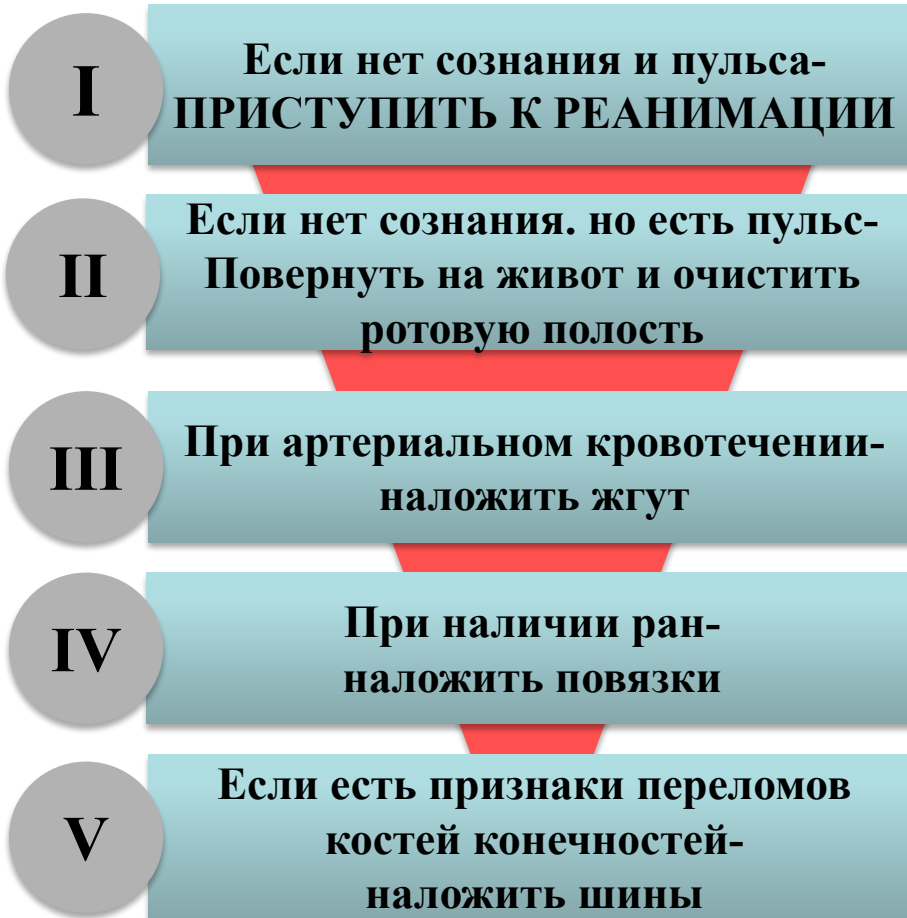 I
Если нет сознания и пульса-
ПРИСТУПИТЬ К РЕАНИМАЦИИ
II
Если нет сознания. но есть пульс-
Повернуть на живот и очистить
ротовую полость
III
При артериальном кровотечении-
наложить жгут
IV
При наличии ран-
наложить повязки
V
Если есть признаки переломов
костей конечностей-
наложить шины